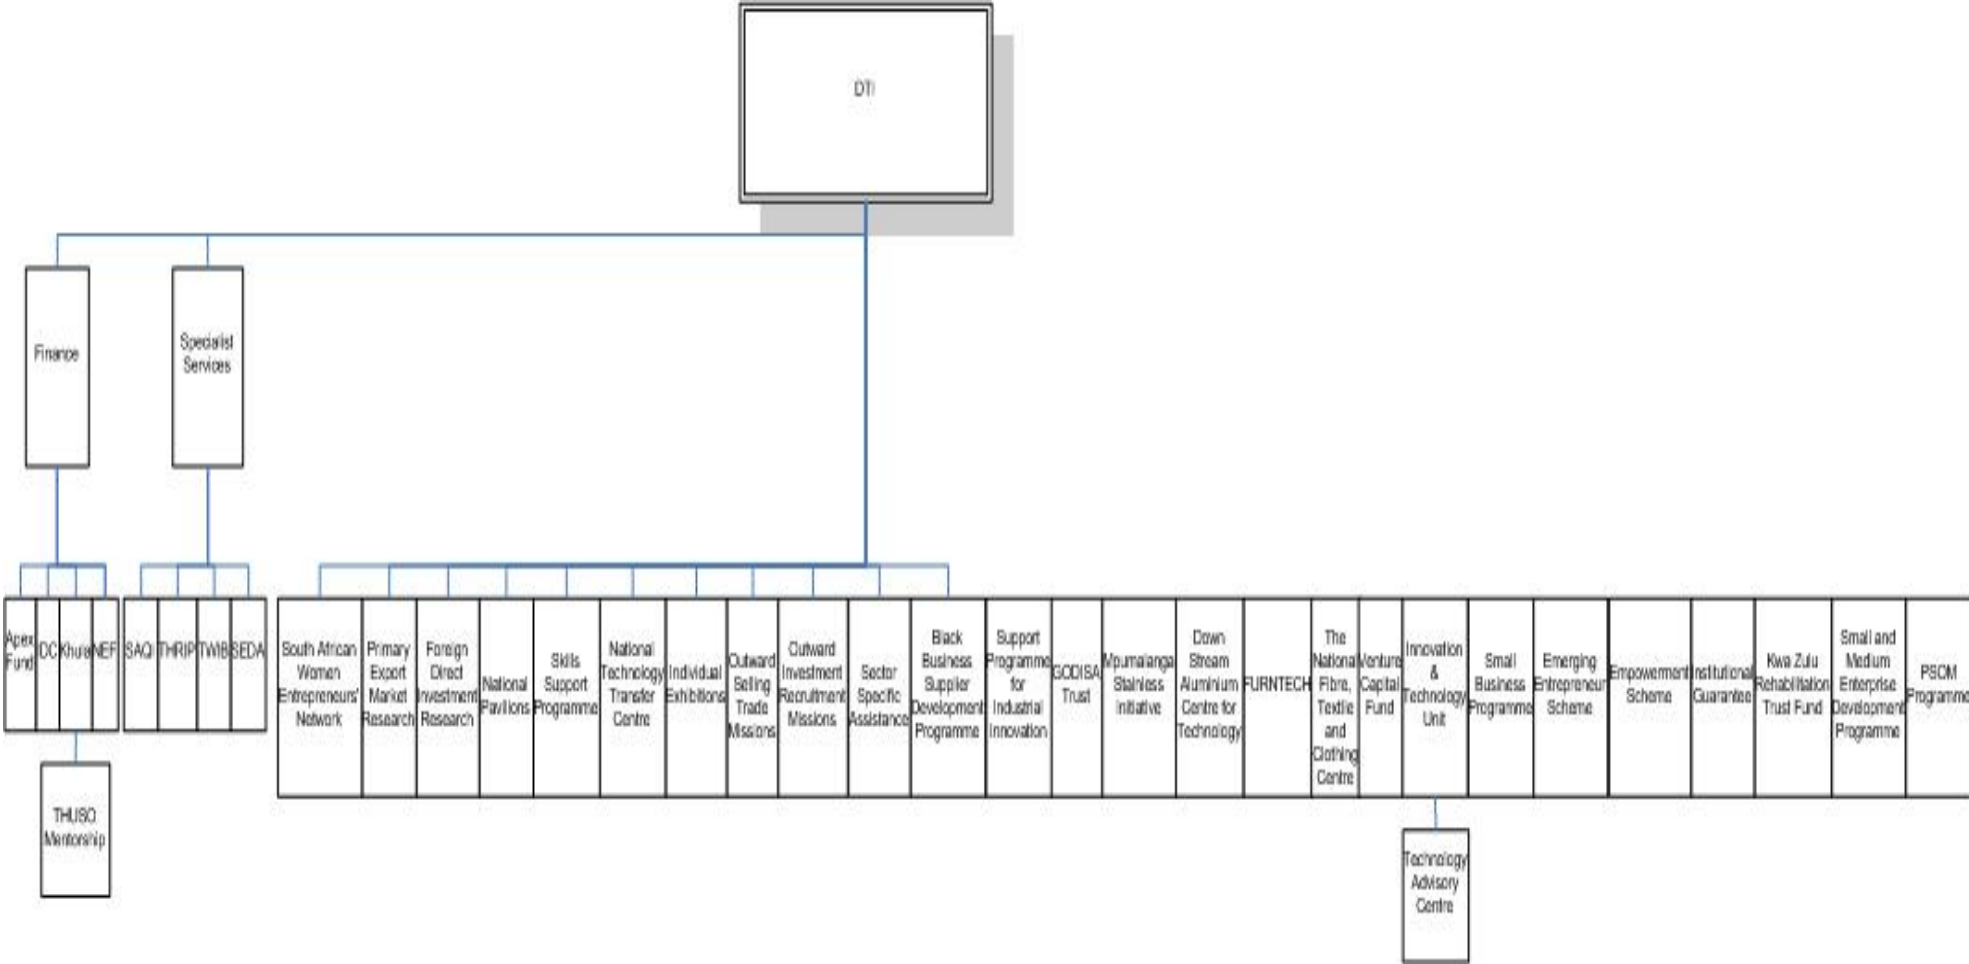 DTI
Finance
Specialist
Services
Apex
Fund
IDC
Khula
NEF
SAQI
THRIP
TWIB
SEDA
South African
Women
Entrepreneurs'
Network
Primary
Export
Market
Research
Foreign
Direct
Investment
Research
National
Pavilions
Skills
Support
Programme
National
Technology
Transfer
Centre
Individual
Exhibitions
Outward
Selling
Trade
Missions
Outward
Investment
Recruitment
Missions
Sector
Specific
Assistance
Black
Business
Supplier
Development
Programme
Support
Programme
for
Industrial
Innovation
GODISA
Trust
Mpumalanga
Stainless
Initiative
Down
Stream
Aluminium
Centre for
Technology
FURNTECH
The
National
Fibre,
Textile
and
Clothing
Centre
Venture
Capital
Fund
Innovation
&
Technology
Unit
Small
Business
Programme
Emerging
Entrepreneur
Scheme
Empowerment
Scheme
Institutional
Guarantee
Kwa Zulu
Rehabilitation
Trust Fund
Small and
Medium
Enterprise
Development
Programme
PSOM
Programme
THUSO
Mentorship
Technology
Advisory
Centre